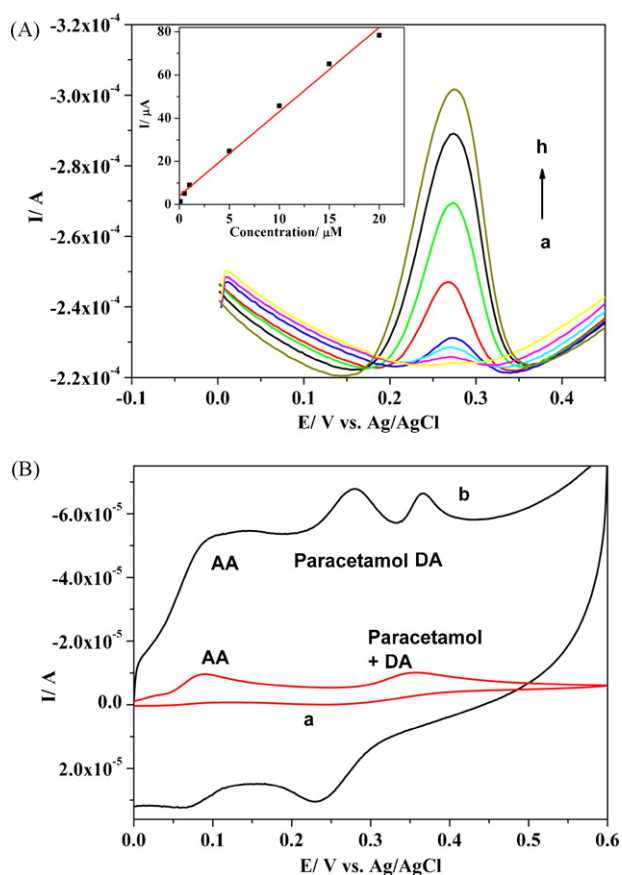 (A)
-3.2x10⁻⁴
-3.0x10⁻⁴
-2.8x10⁻⁴
-2.6x10⁻⁴
-2.4x10⁻⁴
-2.2x10⁻⁴
I/ A
80
60
40
20
0
I/ μA
5 10 15 20
Concentration/ μM
h
a
-0.1 0.0 0.1 0.2 0.3 0.4
E/ V vs. Ag/AgCl
(B)
-6.0x10⁻⁵
-4.0x10⁻⁵
-2.0x10⁻⁵
0.0
2.0x10⁻⁵
I/ A
b
AA
Paracetamol DA
AA
Paracetamol
+ DA
a
0.0 0.1 0.2 0.3 0.4 0.5 0.6
E/ V vs. Ag/AgCl